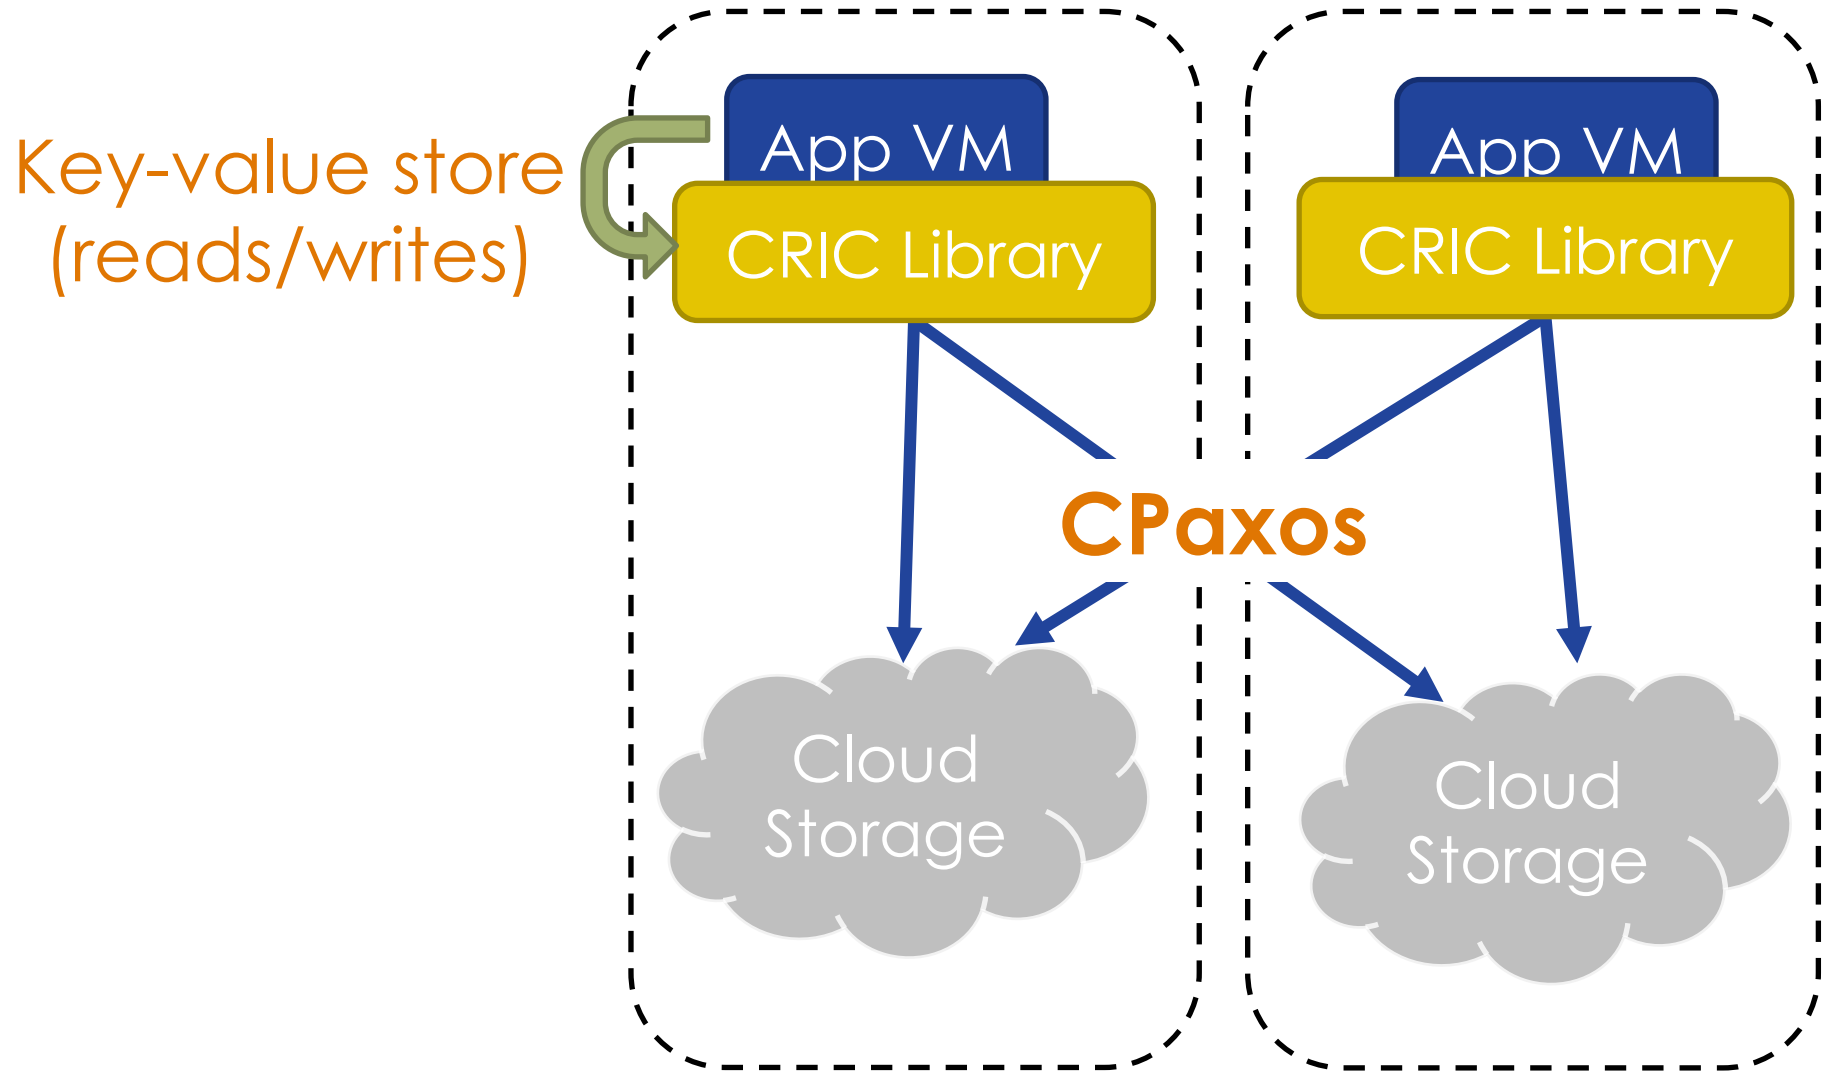 Key-value store
(reads/writes)
App VM
CRIC Library
App VM
CRIC Library
CPaxos
Cloud
Storage
Cloud
Storage